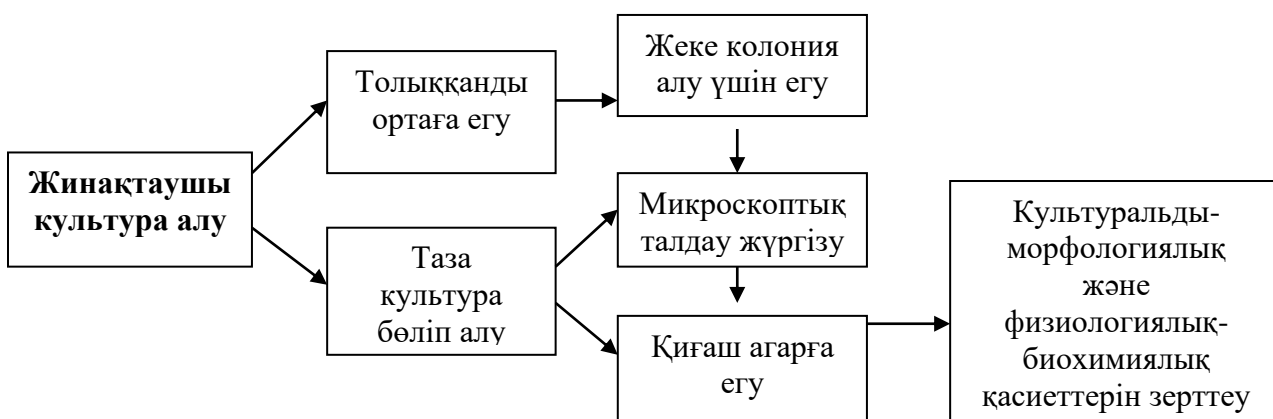 Жинақтаушы
культура алу
Толыққанды
ортаға егу
Таза
культура
бөліп алу
Жеке колония
алу үшін егу
Микроскоптық
талдау жүргізу
Қиғаш агарға
егу
Культуральды-
морфологиялық
және
физиологиялық-
биохимиялық
қасиеттерін зерттеу